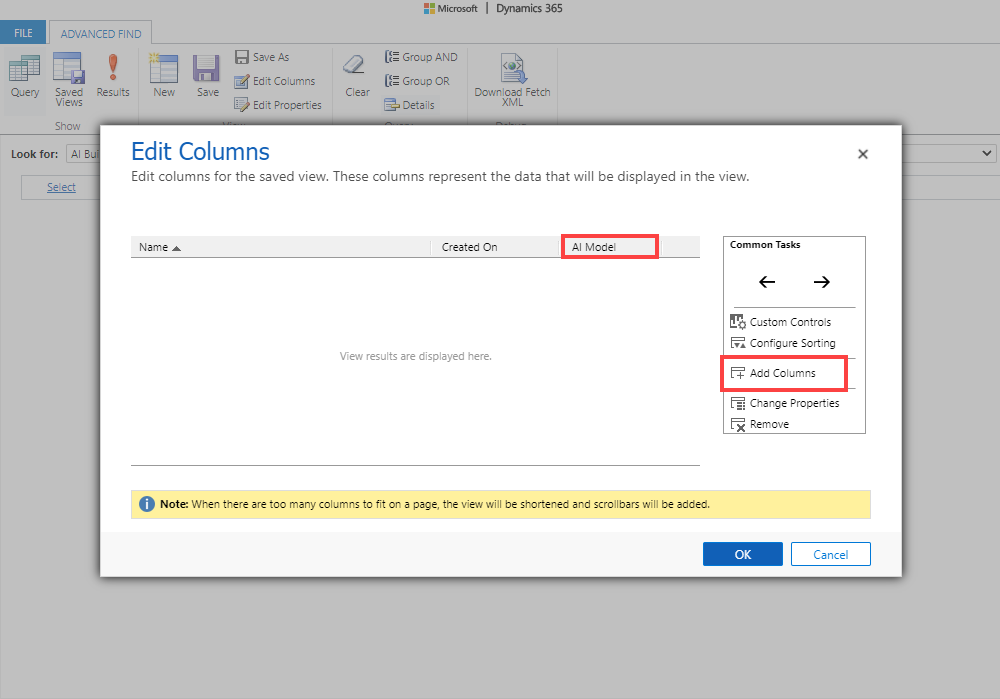 Microsoft | Dynamics 365
FILE
ADVANCED FIND
Query
Saved Views
Results
Show
New
Save
Save As
Edit Columns
Edit Properties
View
Clear
Group AND
Group OR
Details
Query
Download Fetch XML
Debug
Look for:
AI Bui
Select
Edit Columns
Edit columns for the saved view. These columns represent the data that will be displayed in the view.
Name
Created On
AI Model
View results are displayed here.
Common Tasks
Custom Controls
Configure Sorting
Add Columns
Change Properties
Remove
Note: When there are too many columns to fit on a page, the view will be shortened and scrollbars will be added.
OK
Cancel